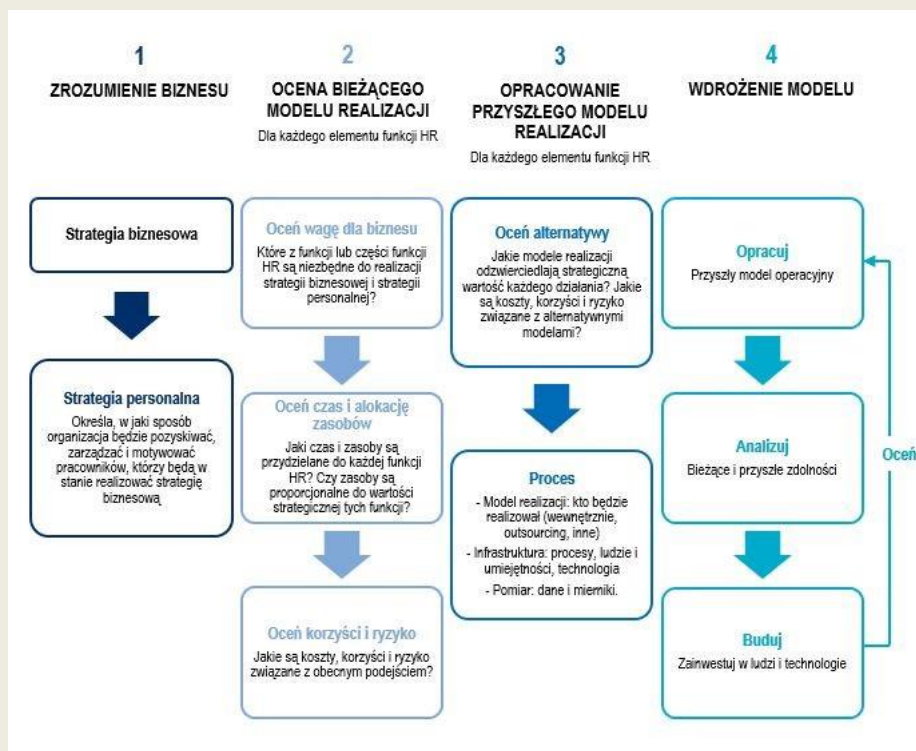 1
ZROZUMIENIE BIZNESU
Strategia biznesowa
Strategia personalna
Określa, w jaki sposób
organizacja będzie pozyskiwać,
zarządzać i motywować
pracowników, którzy będą w
stanie realizować strategię
biznesową
2
OCENA BIEŻĄCEGO
MODELU REALIZACJI
Dla każdego elementu funkcji HR
Oceń wagę dla biznesu
Które z funkcji lub części funkcji
HR są niezbędne do realizacji
strategii biznesowej i strategii
personalnej?
Oceń czas i alokację
zasobów
Jaki czas i zasoby są
przydzielane do każdej funkcji
HR? Czy zasoby są
proporcjonalne do wartości
strategicznej tych funkcji?
Oceń korzyści i ryzyko
Jakie są koszty, korzyści i ryzyko
związane z obecnym podejściem?
3
OPRACOWANIE
PRZYSZŁEGO MODELU
REALIZACJI
Dla każdego elementu funkcji HR
Oceń alternatywy
Jakie modele realizacji
odzwierciedlają strategiczną
wartość każdego działania? Jakie
są koszty, korzyści i ryzyko
związane z alternatywnymi
modelami?
Proces
- Model realizacji: kto będzie
realizował (wewnętrznie,
outsourcing, inne)
- Infrastruktura: procesy, ludzie i
umiejętności, technologia
- Pomiar: dane i mierniki.
4
WDROŻENIE MODELU
Opracuj
Przyszły model operacyjny
Analizuj
Bieżące i przyszłe zdolności
Buduj
Zainwestuj w ludzi i technologie
Oceń